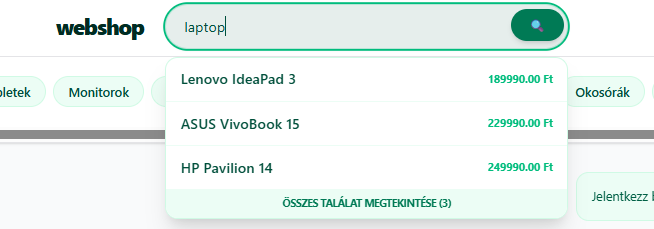 webshop
laptop
Lenovo IdeaPad 3 189990.00 Ft
Monitorok
Okosórák
ASUS VivoBook 15 229990.00 Ft
HP Pavilion 14 249990.00 Ft
Jelentkezz
ÖSSZES TALÁLAT MEGTEKINTÉSE (3)